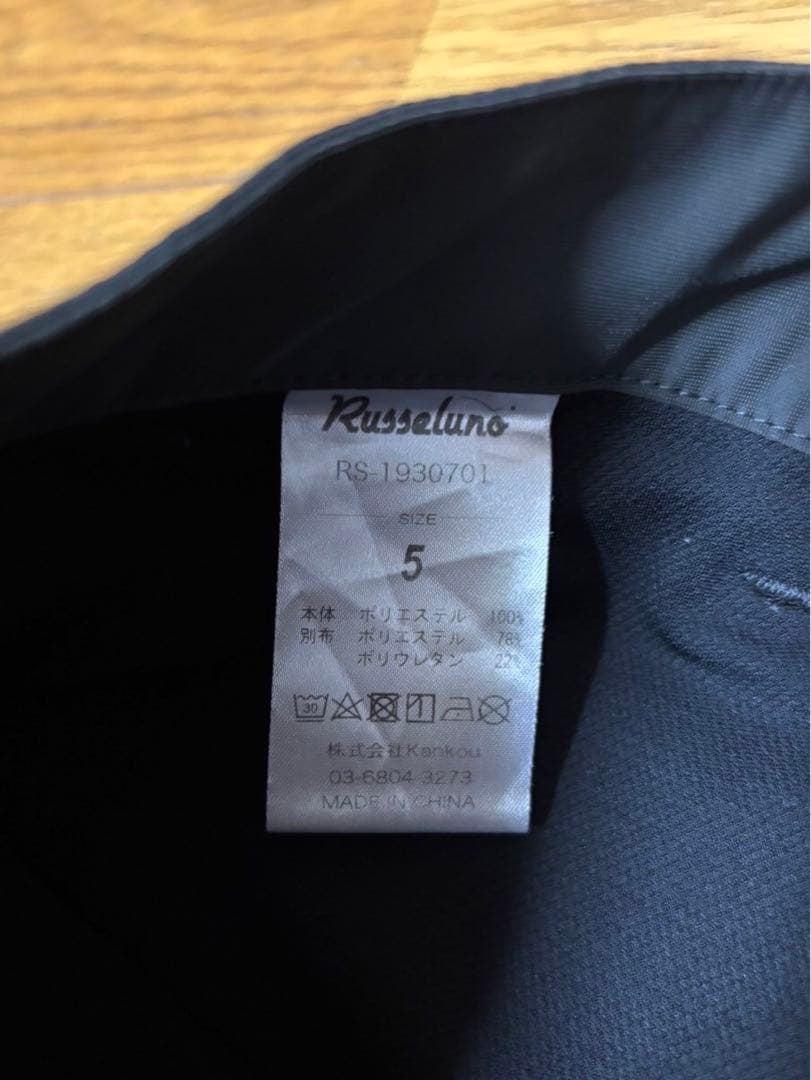 Russeluno
RS-1930701
SIZE
5
本体 ポリエステル 100%
別布 ポリエステル 78%
ポリウレタン 22%
30
株式会社Kankou
03-6804-3273
MADE IN CHINA